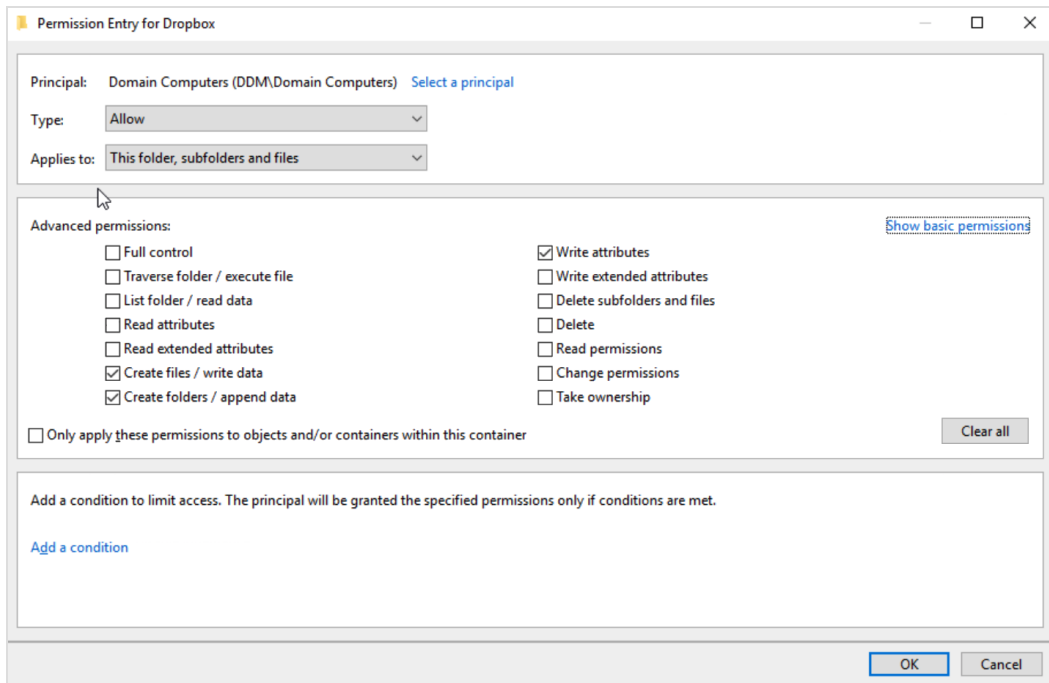 Permission Entry for Dropbox
Principal: Domain Computers (DDM\Domain Computers) Select a principal
Type: Allow
Applies to: This folder, subfolders and files
Advanced permissions: Show basic permissions
Full control
Traverse folder / execute file
List folder / read data
Read attributes
Read extended attributes
Create files / write data
Create folders / append data
Write attributes
Write extended attributes
Delete subfolders and files
Delete
Read permissions
Change permissions
Take ownership
Only apply these permissions to objects and/or containers within this container
Clear all
Add a condition to limit access. The principal will be granted the specified permissions only if conditions are met.
Add a condition
OK Cancel